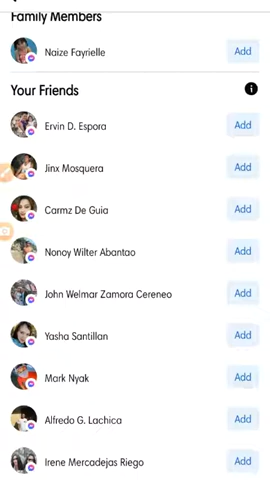 Family Members
Naize Fayrielle
Add
Your Friends
Ervin D. Espora
Add
Jinx Mosquera
Add
Carmz De Guia
Add
Nonoy Wilter Abantao
Add
John Welmar Zamora Cereneo
Add
Yasha Santillan
Add
Mark Nyak
Add
Alfredo G. Lachica
Add
Irene Mercadejas Riego
Add